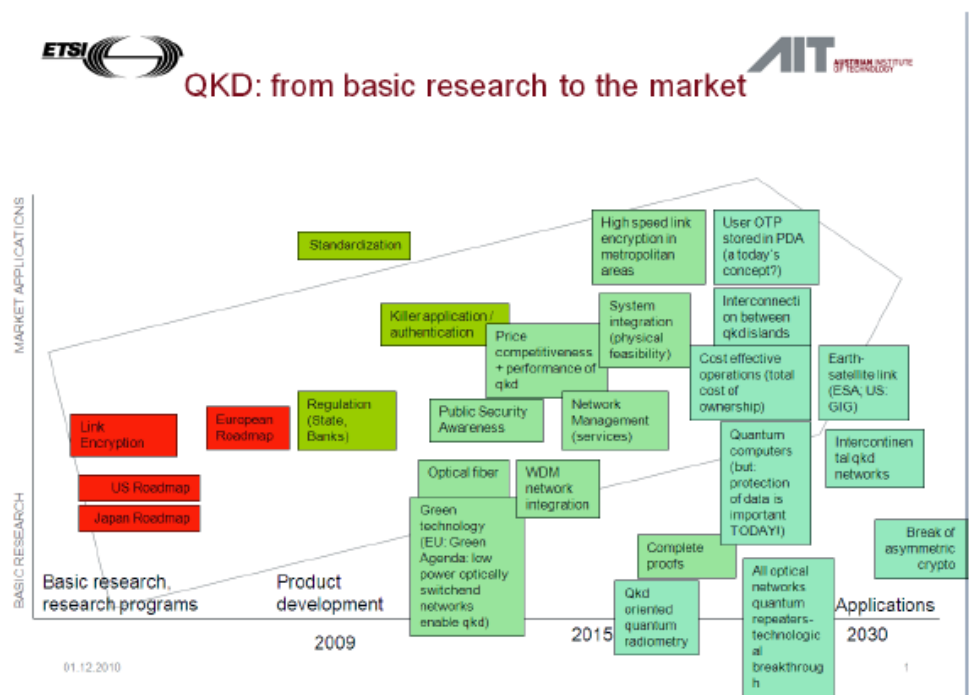 ETSI
AIT
AUSTRIAN INSTITUTE
OF TECHNOLOGY
QKD: from basic research to the market
MARKET APPLICATIONS
BASIC RESEARCH
Standardization
High speed link
encryption in
metropolitan
areas
User OTP
stored in PDA
(a today's
concept?)
Killer application /
authentication
Price
competitiveness
+ performance of
qkd
System
integration
(physical
feasibility)
Interconnecti
on between
qkd islands
Cost effective
operations (total
cost of
ownership)
Earth-
satellite link
(ESA; US:
GIG)
Link
Encryption
European
Roadmap
Regulation
(State,
Banks)
Public Security
Awareness
Network
Management
(services)
Quantum
computers
(but:
protection
of data is
important
TODAY!)
Intercontinen
tal qkd
networks
US Roadmap
Japan Roadmap
Optical fiber
WDM
network
integration
Green
technology
(EU: Green
Agenda: low
power optically
switchend
networks
enable qkd)
Complete
proofs
Break of
asymmetric
crypto
QKD
oriented
quantum
radiometry
All optical
networks
quantum
repeaters-
technologic
al
breakthroug
h
Basic research,
research programs
Product
development
Applications
2009
2015
2030
01.12.2010
1